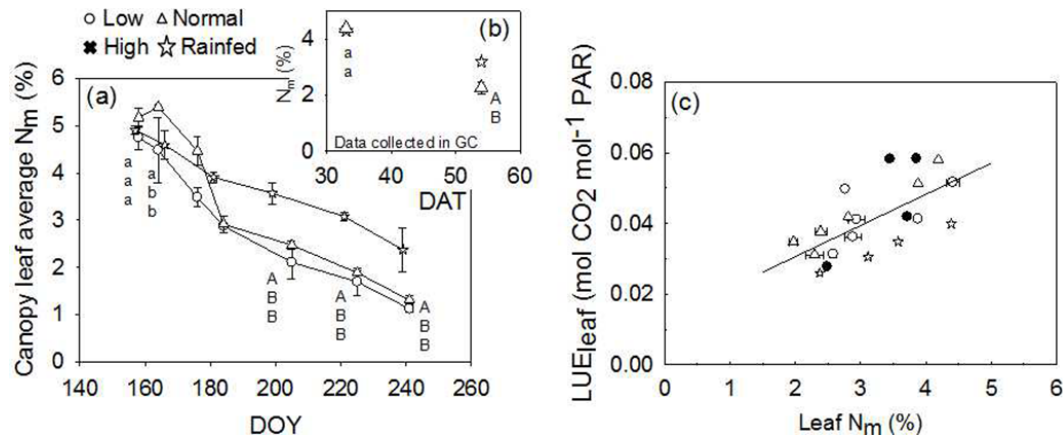 Low Normal
High Rainfed
(a)
Canopy leaf average Nm (%)
6
5
4
3
2
1
0
a
a
a
a
b
b
A
B
B
A
B
B
A
B
B
140 160 180 200 220 240 260
DOY
(b)
Nm (%)
4
2
0
a
a
A
B
Data collected in GC
30 40 50 60
DAT
(c)
LUEleaf (mol CO2 mol-1 PAR)
0.08
0.06
0.04
0.02
0.00
0 1 2 3 4 5 6
Leaf Nm (%)